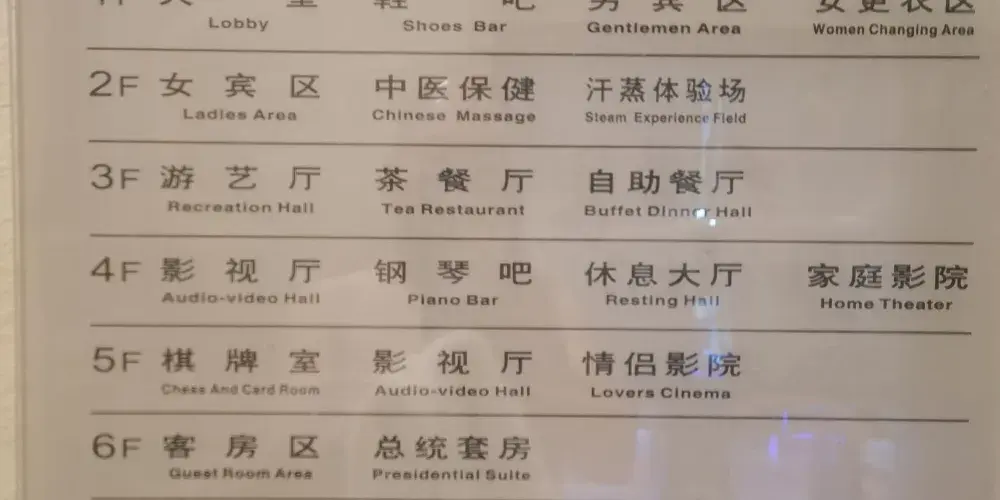 Lobby Shoes Bar Gentlemen Area Women Changing Area
2F 女宾区 中医保健 汗蒸体验场
Ladies Area Chinese Massage Steam Experience Field
3F 游艺厅 茶餐厅 自助餐厅
Recreation Hall Tea Restaurant Buffet Dinner Hall
4F 影视厅 钢琴吧 休息大厅 家庭影院
Audio-video Hall Piano Bar Resting Hall Home Theater
5F 棋牌室 影视厅 情侣影院
Chess And Card Room Audio-video Hall Lovers Cinema
6F 客房区 总统套房
Guest Room Area Presidential Suite